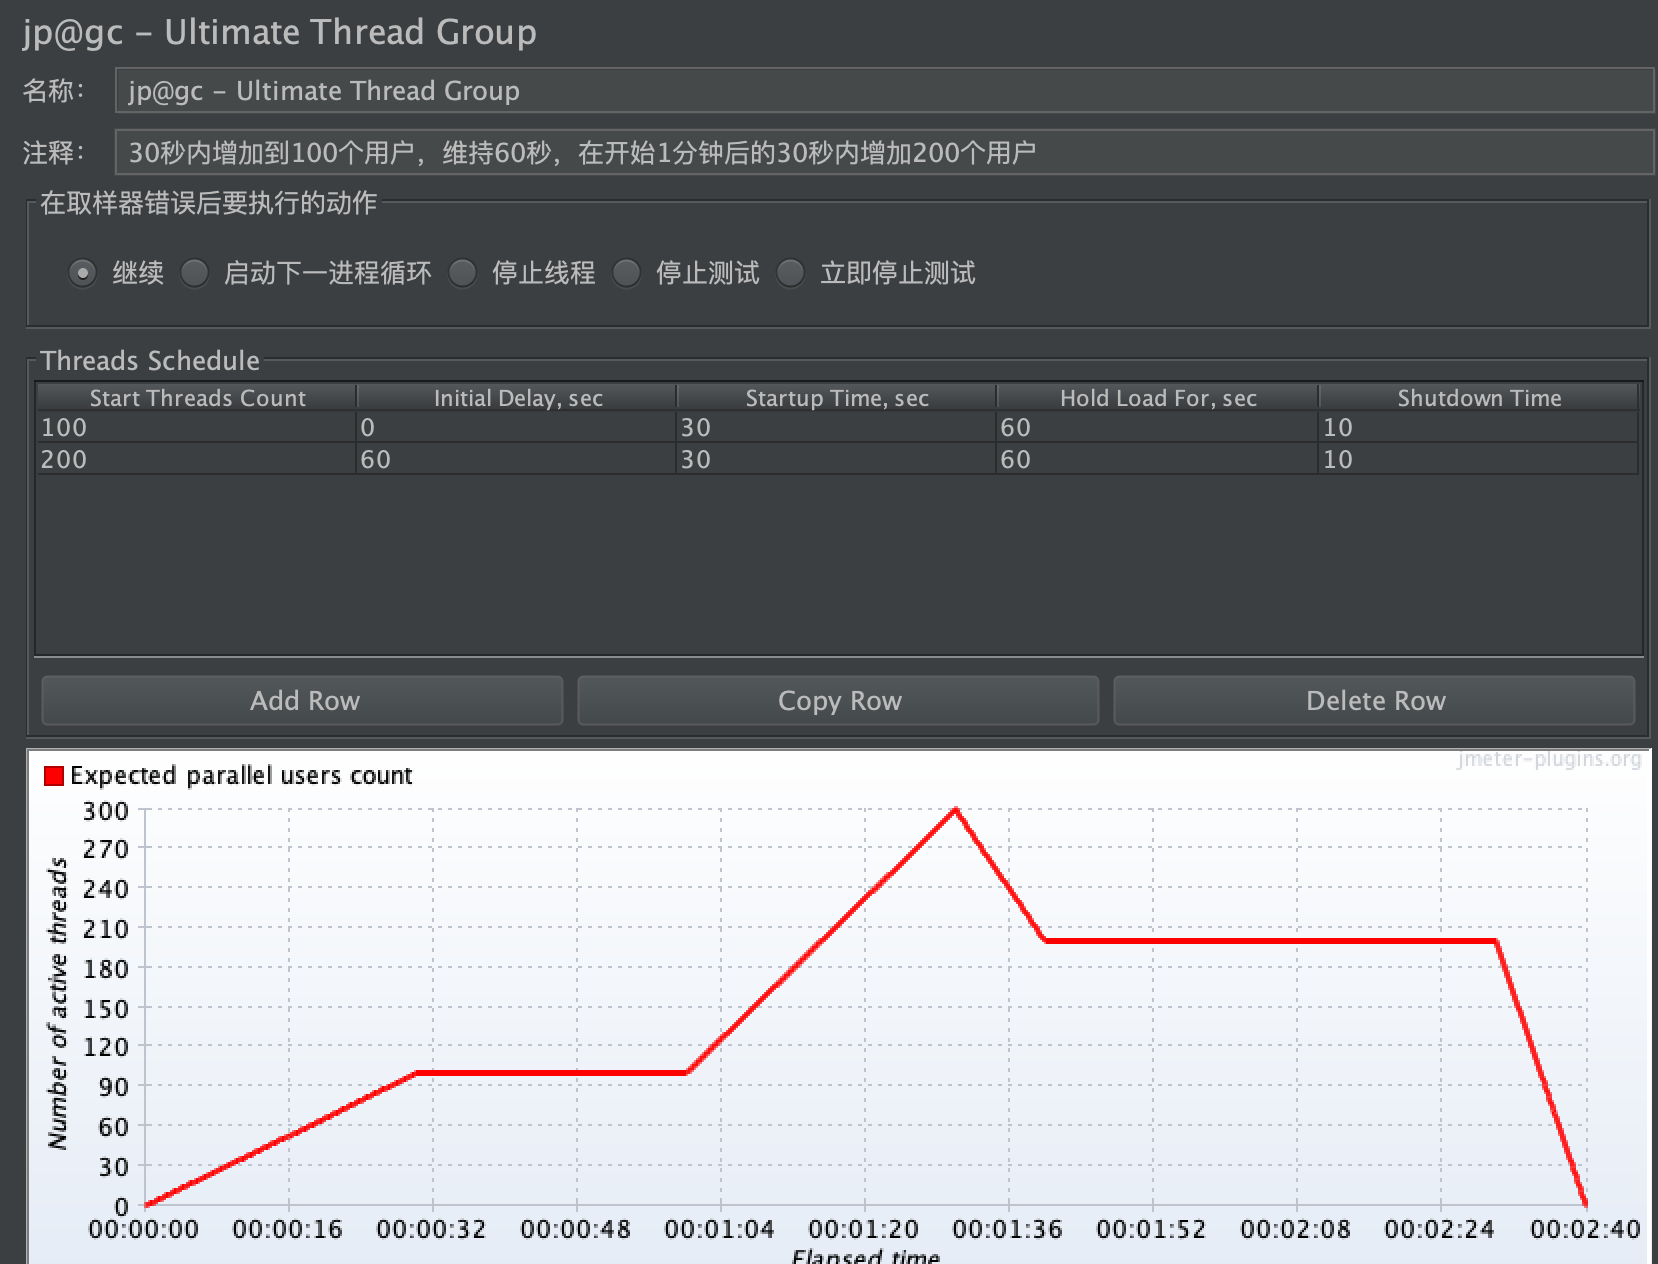 jp@gc - Ultimate Thread Group
名称： jp@gc - Ultimate Thread Group
注释： 30秒内增加到100个用户，维持60秒，在开始1分钟后的30秒内增加200个用户
在取样器错误后要执行的动作
继续 启动下一进程循环 停止线程 停止测试 立即停止测试
Threads Schedule
Start Threads Count Initial Delay, sec Startup Time, sec Hold Load For, sec Shutdown Time
100 0 30 60 10
200 60 30 60 10
Add Row Copy Row Delete Row
jmeter-plugins.org
Expected parallel users count
300
270
240
210
180
150
120
90
60
30
0
Number of active threads
00:00:00 00:00:16 00:00:32 00:00:48 00:01:04 00:01:20 00:01:36 00:01:52 00:02:08 00:02:24 00:02:40
Elapsed time